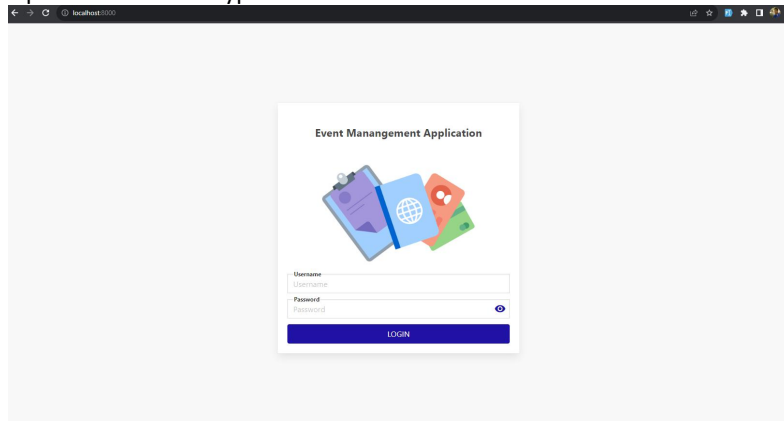 localhost:8000
Event Manangement Application
Username
Username
Password
Password
LOGIN